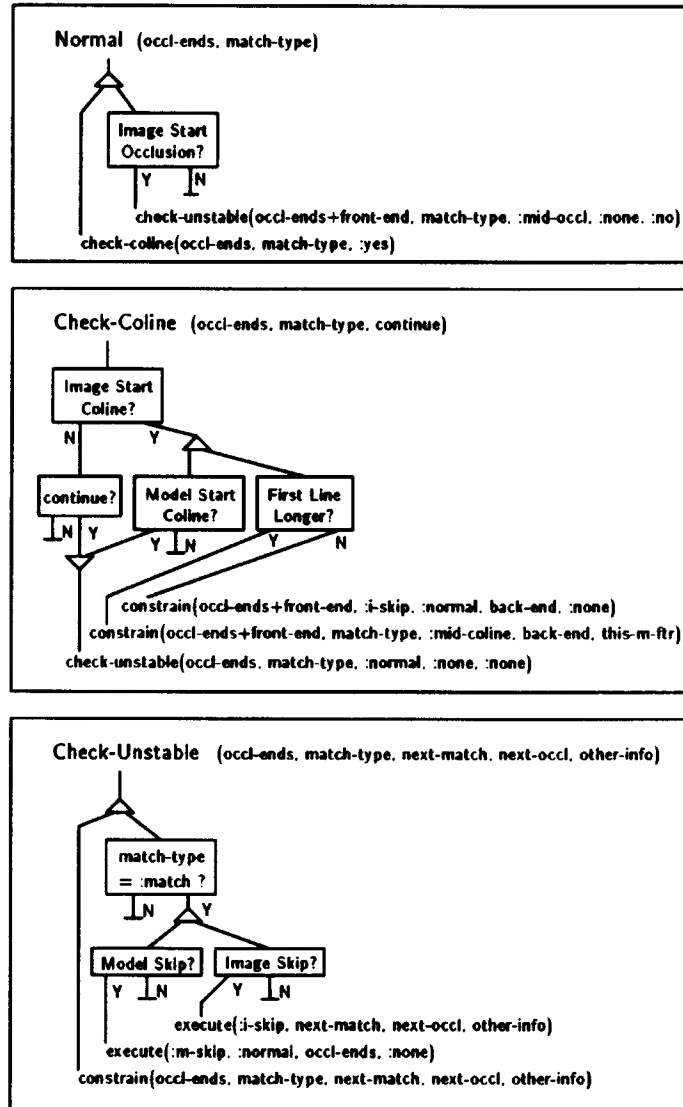 Normal (occl-ends, match-type)
Image Start
Occlusion?
Y N
check-unstable(occl-ends+front-end, match-type, :mid-occl, :none, :no)
check-coline(occl-ends, match-type, :yes)
Check-Coline (occl-ends, match-type, continue)
Image Start
Coline?
N Y
continue? Model Start First Line
Coline? Longer?
N Y Y N Y N
constrain(occl-ends+front-end, :i-skip, :normal, back-end, :none)
constrain(occl-ends+front-end, match-type, :mid-coline, back-end, this-m-ftr)
check-unstable(occl-ends, match-type, :normal, :none, :none)
Check-Unstable (occl-ends, match-type, next-match, next-occl, other-info)
match-type
= :match ?
N Y
Model Skip? Image Skip?
Y N Y N
execute(:i-skip, next-match, next-occl, other-info)
execute(:m-skip, :normal, occl-ends, :none)
constrain(occl-ends, match-type, next-match, next-occl, other-info)